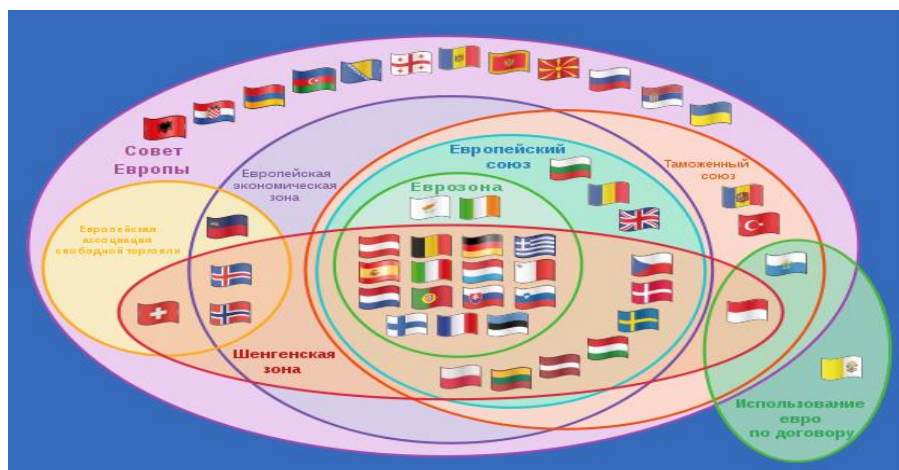 Совет
Европы
Европейская
экономическая
зона
Европейский
союз
Таможенный
союз
Еврозона
Европейская
ассоциация
свободной торговли
Шенгенская
зона
Использование
евро
по договору